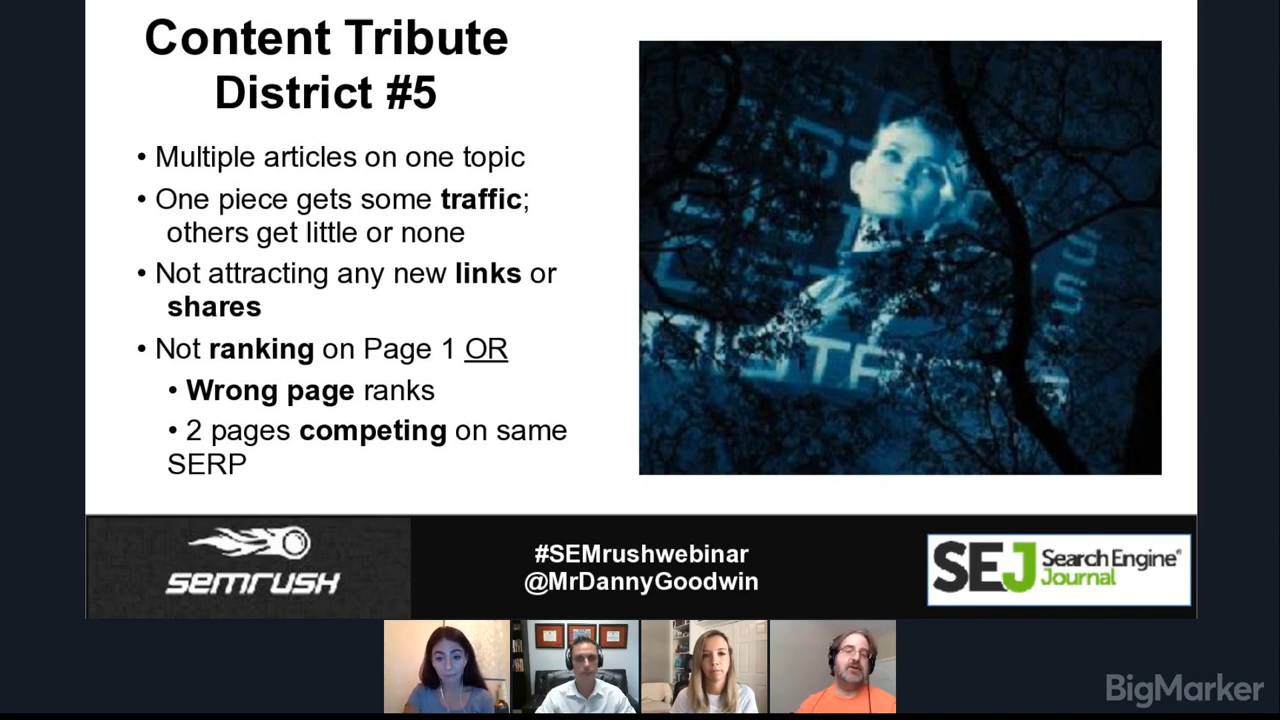 Content Tribute
District #5
• Multiple articles on one topic
• One piece gets some traffic;
others get little or none
• Not attracting any new links or
shares
• Not ranking on Page 1 OR
• Wrong page ranks
• 2 pages competing on same
SERP
semrush
#SEMrushwebinar
@MrDannyGoodwin
SEJ Search Engine®
Journal
BigMarker